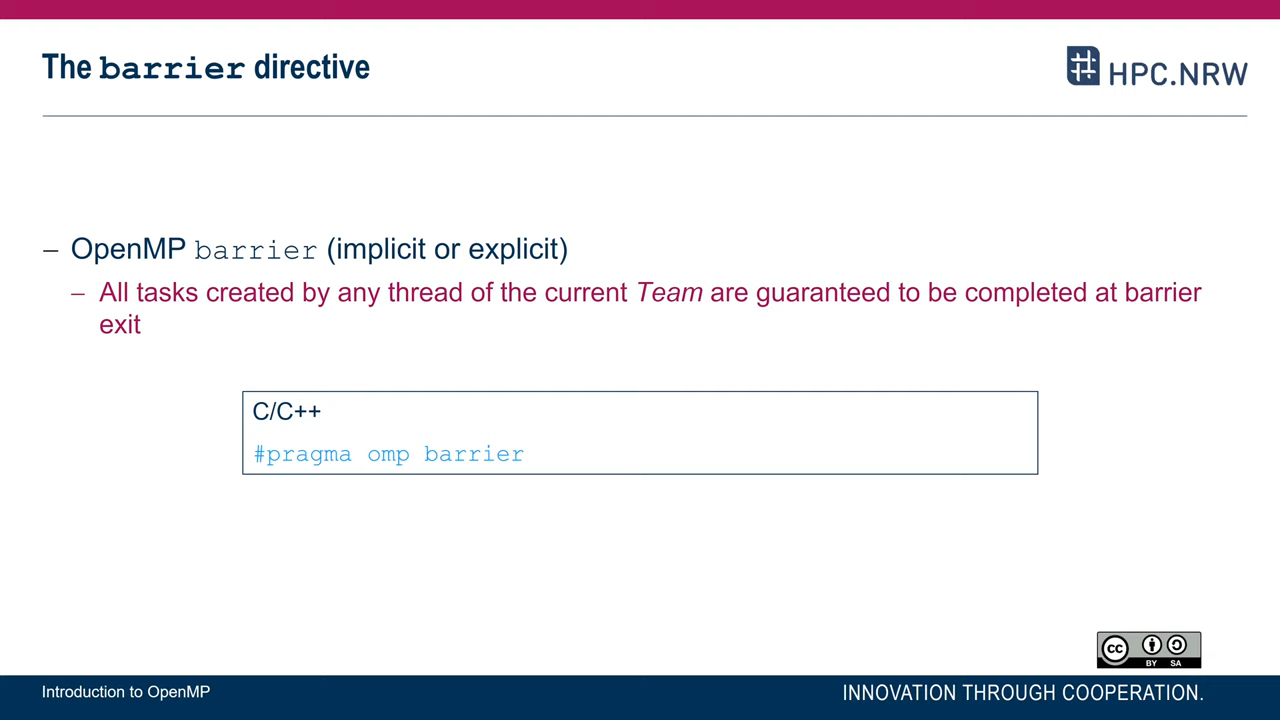 The barrier directive
HPC.NRW
– OpenMP barrier (implicit or explicit)
– All tasks created by any thread of the current Team are guaranteed to be completed at barrier
exit
C/C++
#pragma omp barrier
cc BY SA
Introduction to OpenMP
INNOVATION THROUGH COOPERATION.